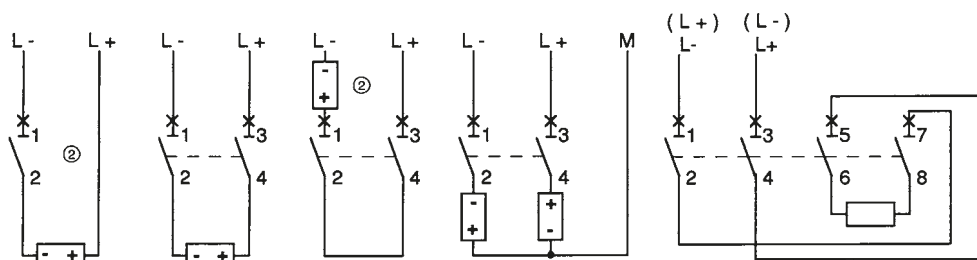 (L+) (L-)
L- L+ L- L+ L- L+ L- L+ M L- L+
- +
② + ②
1 1 3 1 3 1 3 1 3 5 7
2 2 4 2 4 2 4 2 4 6 8
- +
+ -
- + - +